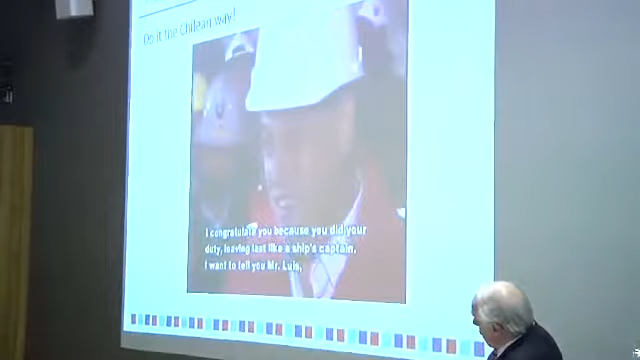 Do it the Chilean way!
I congratulate you because you did your
duty, leaving last like a ship's captain.
I want to tell you Mr. Luis,